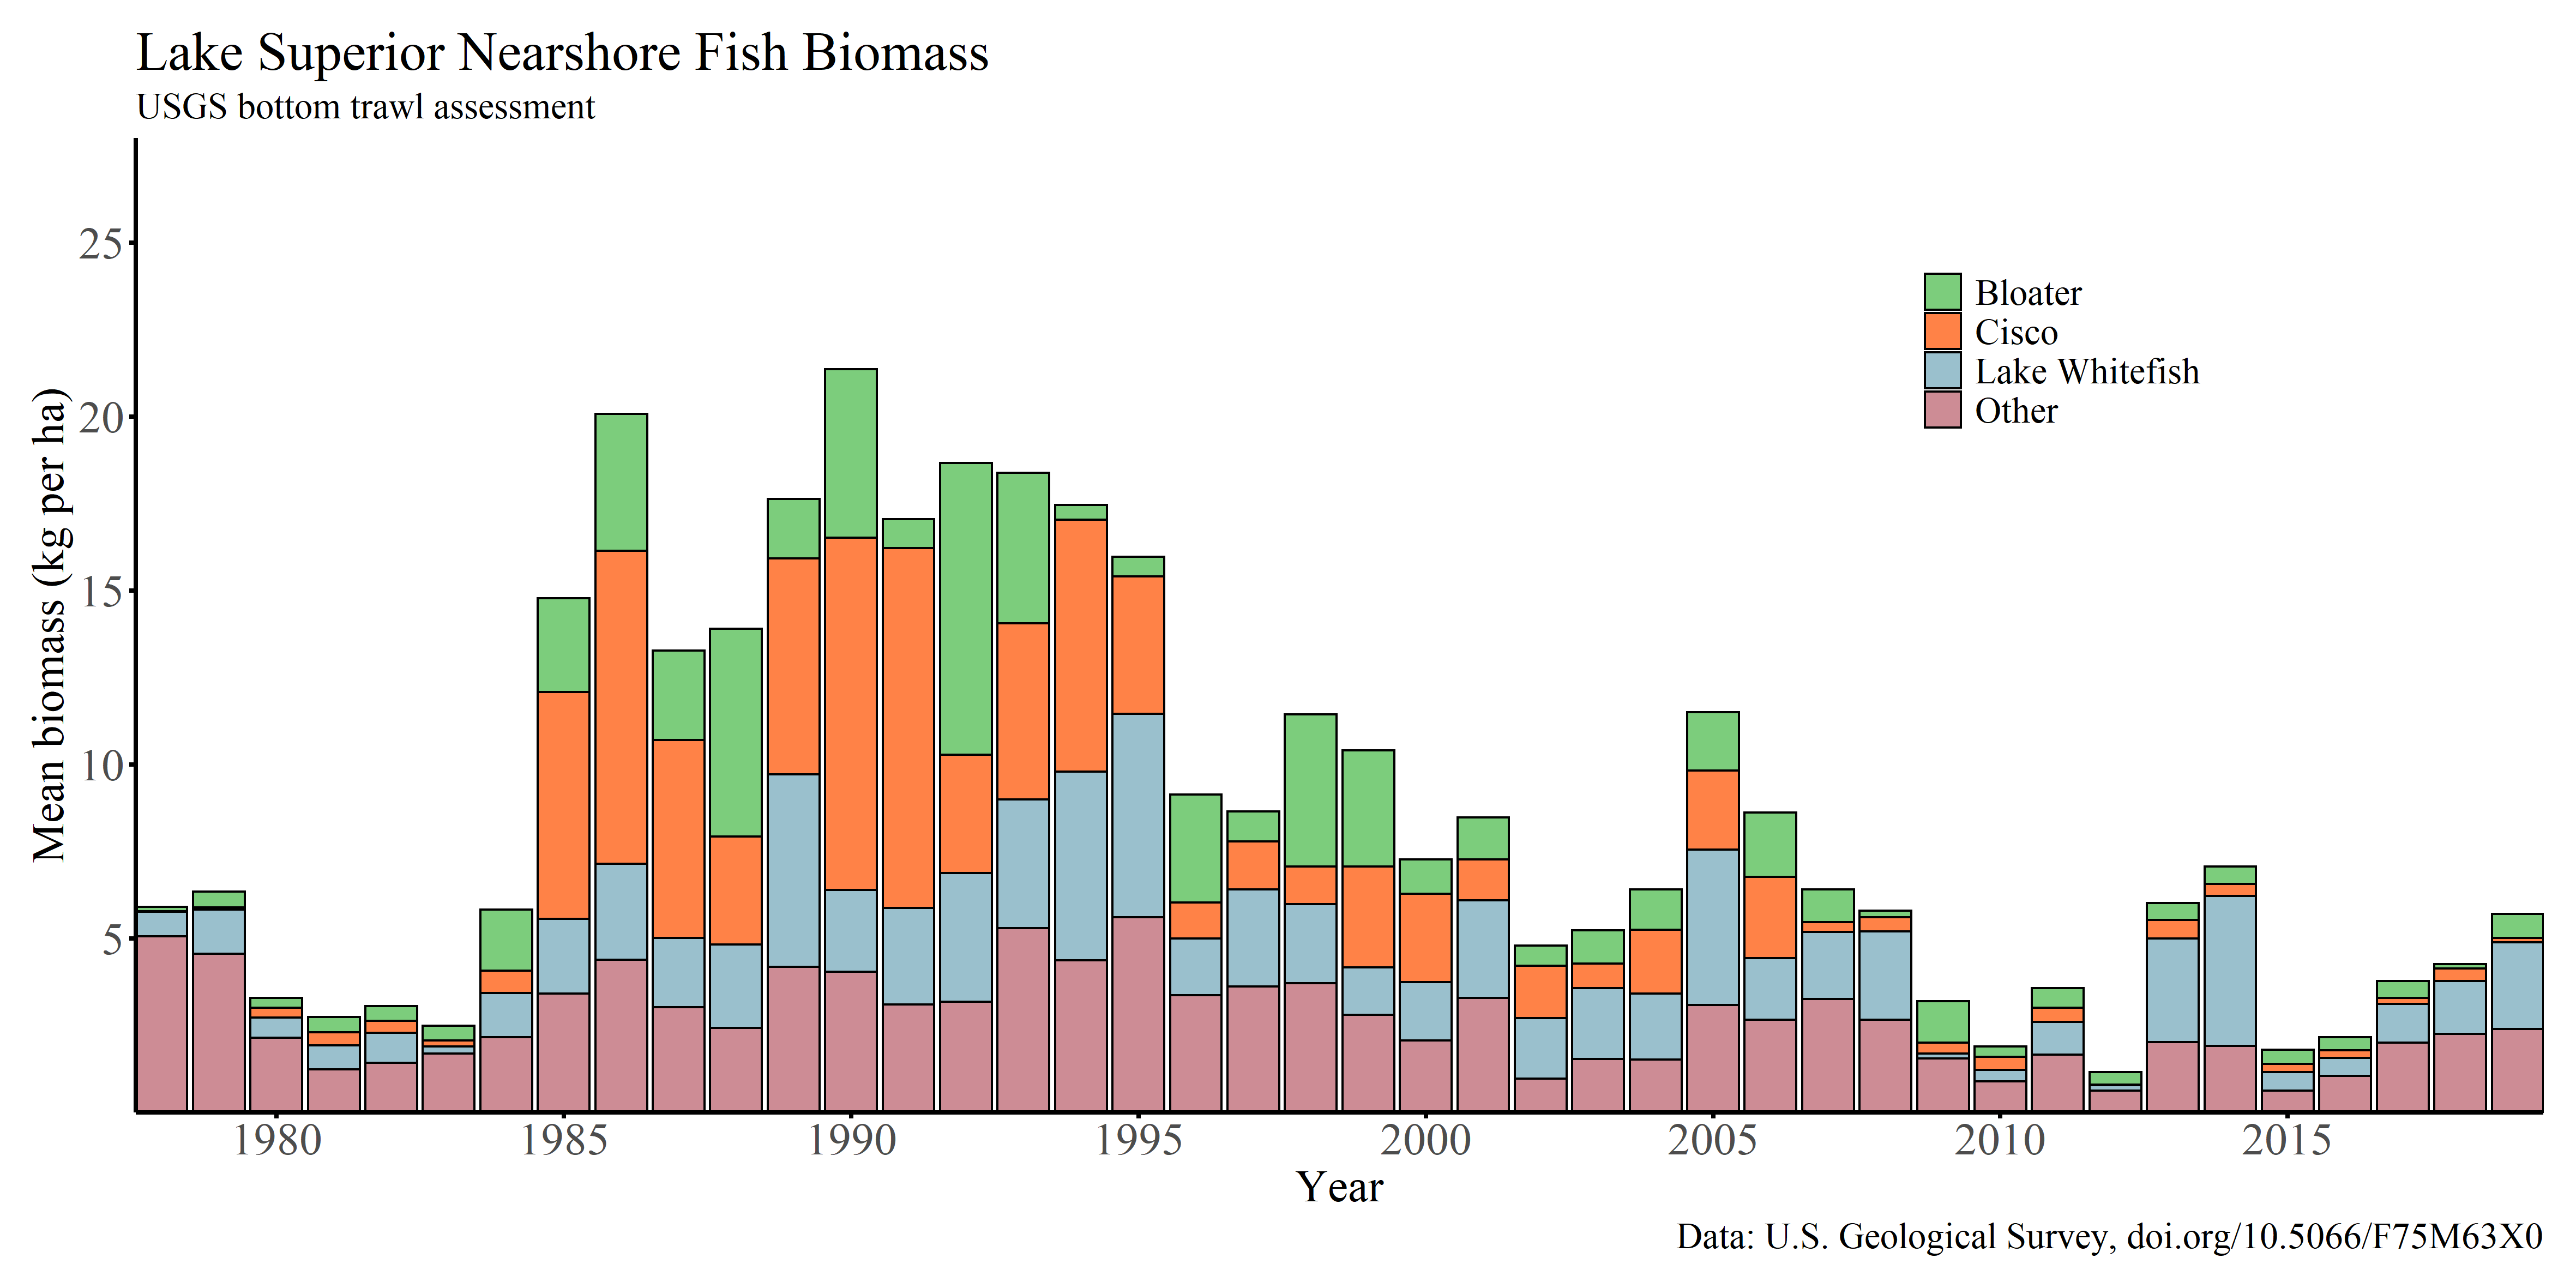 Lake Superior Nearshore Fish Biomass
USGS bottom trawl assessment
Mean biomass (kg per ha)
25
20
15
10
5
Bloater
Cisco
Lake Whitefish
Other
1980 1985 1990 1995 2000 2005 2010 2015
Year
Data: U.S. Geological Survey, doi.org/10.5066/F75M63X0